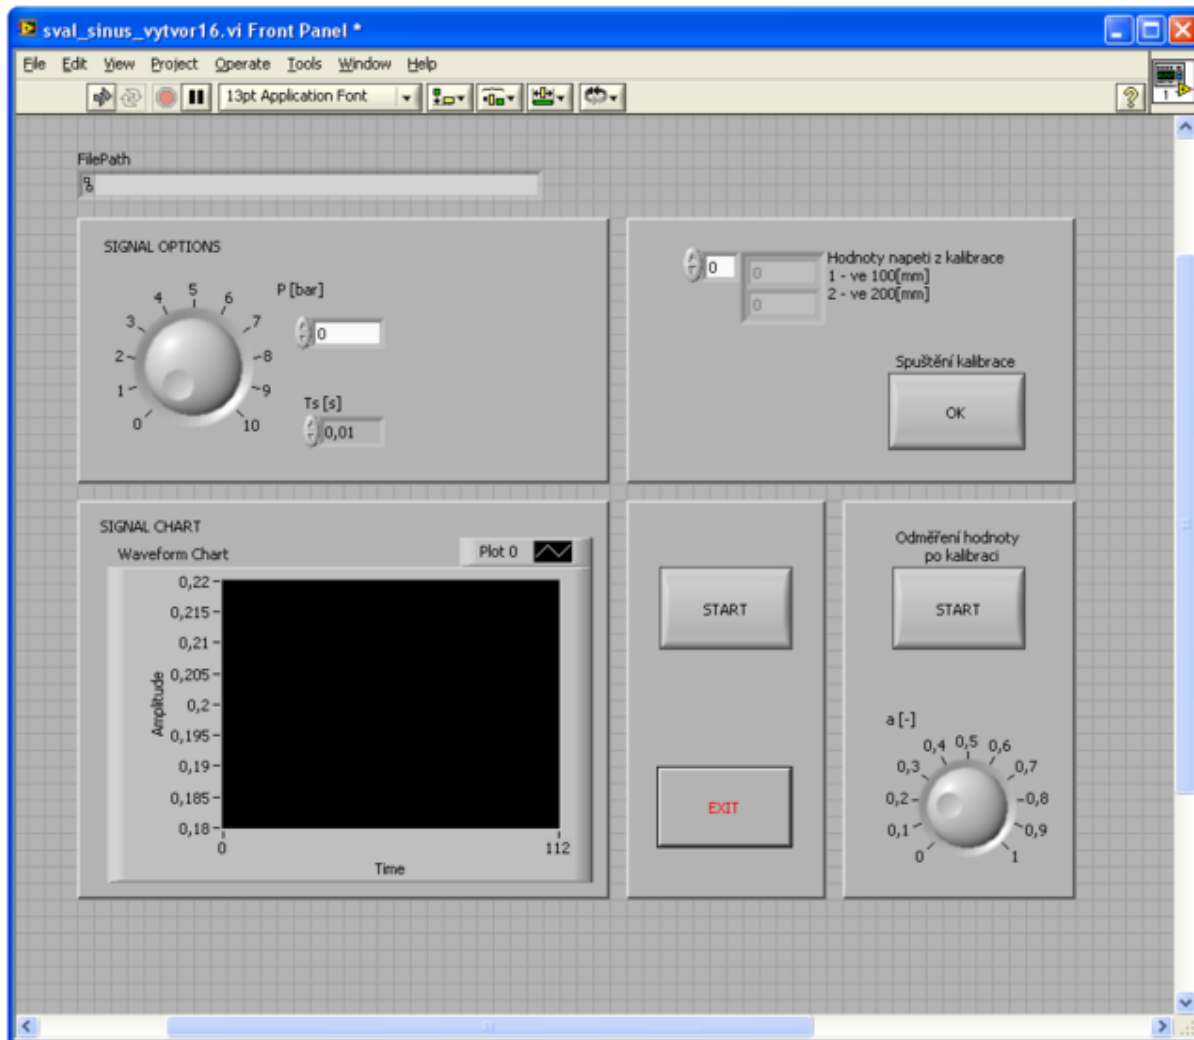 sval_sinus_vytvor16.vi Front Panel *
File Edit View Project Operate Tools Window Help
13pt Application Font
1
FilePath
SIGNAL OPTIONS
0 1 2 3 4 5 6 7 8 9 10
P [bar]
0
Ts [s]
0,01
0
0
0
Hodnoty napeti z kalibrace
1 - ve 100[mm]
2 - ve 200[mm]
Spuštění kalibrace
OK
SIGNAL CHART
Waveform Chart
Plot 0
Amplitude
0,22
0,215
0,21
0,205
0,2
0,195
0,19
0,185
0,18
0 112
Time
START
EXIT
Odměření hodnoty
po kalibraci
START
a [-]
0 0,1 0,2 0,3 0,4 0,5 0,6 0,7 0,8 0,9 1